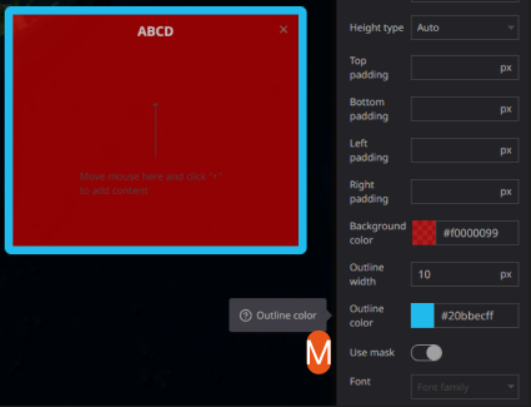 ABCD
Move mouse here and click "+"
to add content
Height type
Auto
Top
padding
px
Bottom
padding
px
Left
padding
px
Right
padding
px
Background
color
#f0000099
Outline
width
10
px
Outline color
Outline
color
#20bbecff
M
Use mask
Font
Font family